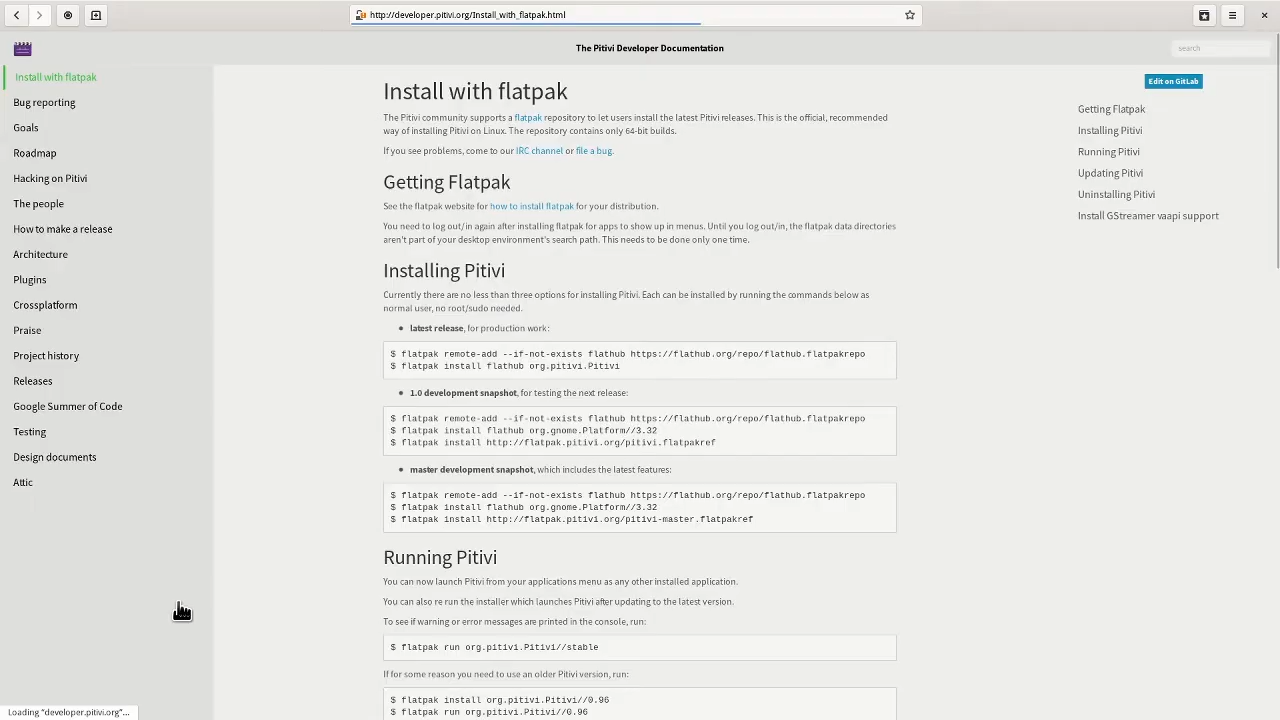 http://developer.pitivi.org/Install_with_flatpak.html
The Pitivi Developer Documentation
search
Install with flatpak
Bug reporting
Goals
Roadmap
Hacking on Pitivi
The people
How to make a release
Architecture
Plugins
Crossplatform
Praise
Project history
Releases
Google Summer of Code
Testing
Design documents
Attic
Install with flatpak
The Pitivi community supports a flatpak repository to let users install the latest Pitivi releases. This is the official, recommended
way of installing Pitivi on Linux. The repository contains only 64-bit builds.
If you see problems, come to our IRC channel or file a bug.
Getting Flatpak
See the flatpak website for how to install flatpak for your distribution.
You need to log out/in again after installing flatpak for apps to show up in menus. Until you log out/in, the flatpak data directories
aren't part of your desktop environment's search path. This needs to be done only one time.
Installing Pitivi
Currently there are no less than three options for installing Pitivi. Each can be installed by running the commands below as
normal user, no root/sudo needed.
• latest release, for production work:
$ flatpak remote-add --if-not-exists flathub https://flathub.org/repo/flathub.flatpakrepo
$ flatpak install flathub org.pitivi.Pitivi
• 1.0 development snapshot, for testing the next release:
$ flatpak remote-add --if-not-exists flathub https://flathub.org/repo/flathub.flatpakrepo
$ flatpak install flathub org.gnome.Platform//3.32
$ flatpak install http://flatpak.pitivi.org/pitivi.flatpakref
• master development snapshot, which includes the latest features:
$ flatpak remote-add --if-not-exists flathub https://flathub.org/repo/flathub.flatpakrepo
$ flatpak install flathub org.gnome.Platform//3.32
$ flatpak install http://flatpak.pitivi.org/pitivi-master.flatpakref
Running Pitivi
You can now launch Pitivi from your applications menu as any other installed application.
You can also re run the installer which launches Pitivi after updating to the latest version.
To see if warning or error messages are printed in the console, run:
$ flatpak run org.pitivi.Pitivi//stable
If for some reason you need to use an older Pitivi version, run:
$ flatpak install org.pitivi.Pitivi//0.96
$ flatpak run org.pitivi.Pitivi//0.96
Edit on GitLab
Getting Flatpak
Installing Pitivi
Running Pitivi
Updating Pitivi
Uninstalling Pitivi
Install GStreamer vaapi support
Loading "developer.pitivi.org"...